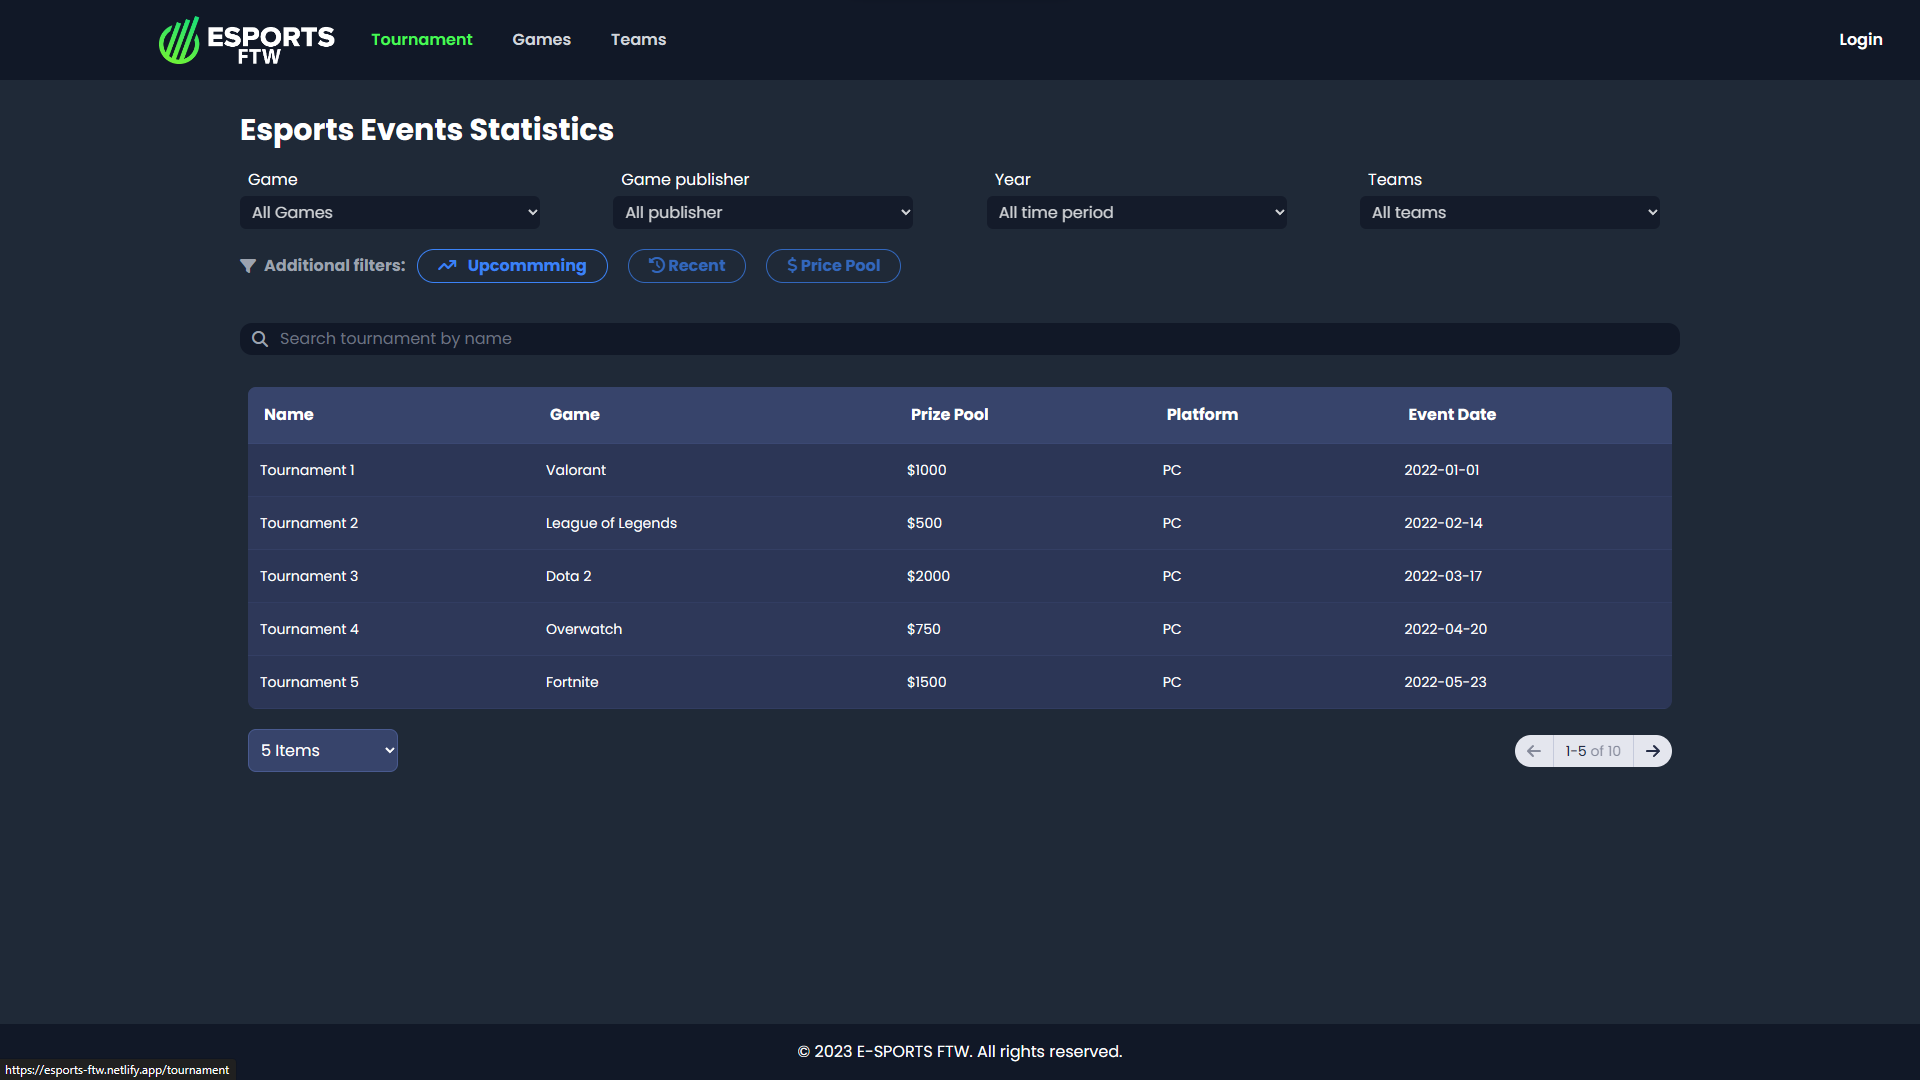 ESPORTS
FTW
Tournament Games Teams Login
Esports Events Statistics
Game Game publisher Year Teams
All Games All publisher All time period All teams
Additional filters: Upcommming Recent $ Price Pool
Search tournament by name
Name Game Prize Pool Platform Event Date
Tournament 1 Valorant $1000 PC 2022-01-01
Tournament 2 League of Legends $500 PC 2022-02-14
Tournament 3 Dota 2 $2000 PC 2022-03-17
Tournament 4 Overwatch $750 PC 2022-04-20
Tournament 5 Fortnite $1500 PC 2022-05-23
5 Items 1-5 of 10
© 2023 E-SPORTS FTW. All rights reserved.
https://esports-ftw.netlify.app/tournament